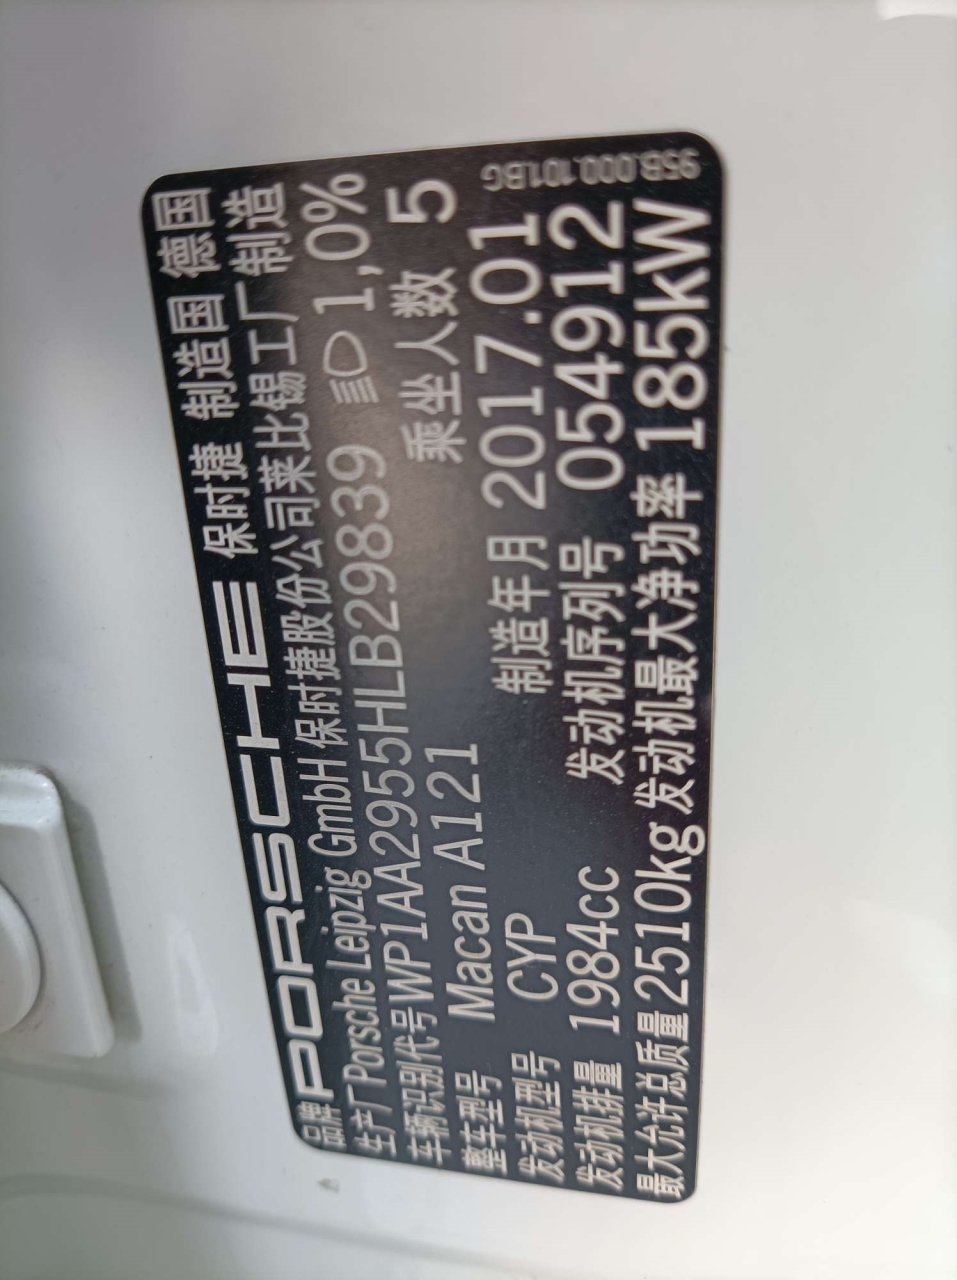 品牌 PORSCHE 保时捷 制造国 德国
生产厂 Porsche Leipzig GmbH 保时捷股份公司莱比锡工厂制造
车辆识别代号 WP1AA2955HLB29839 1,0%
整车型号 Macan A121 乘坐人数 5
发动机型号 CYP 制造年月 2017.01
发动机排量 1984cc 发动机序列号 054912
最大允许总质量 2510kg 发动机最大净功率 185kW
95B.000.101.BG